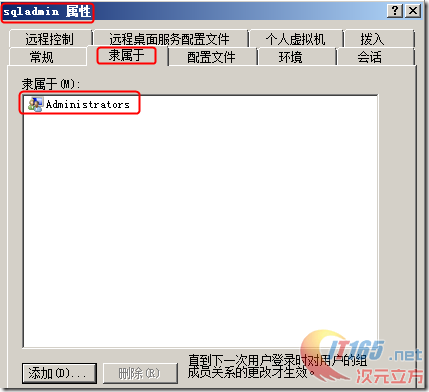 sqladmin 属性
远程控制 远程桌面服务配置文件 个人虚拟机 拨入
常规 隶属于 配置文件 环境 会话
隶属于(M):
Administrators
直到下一次用户登录时对用户的组
成员关系的更改才生效。
添加(D)... 删除(R)
IT165.net
次元立方